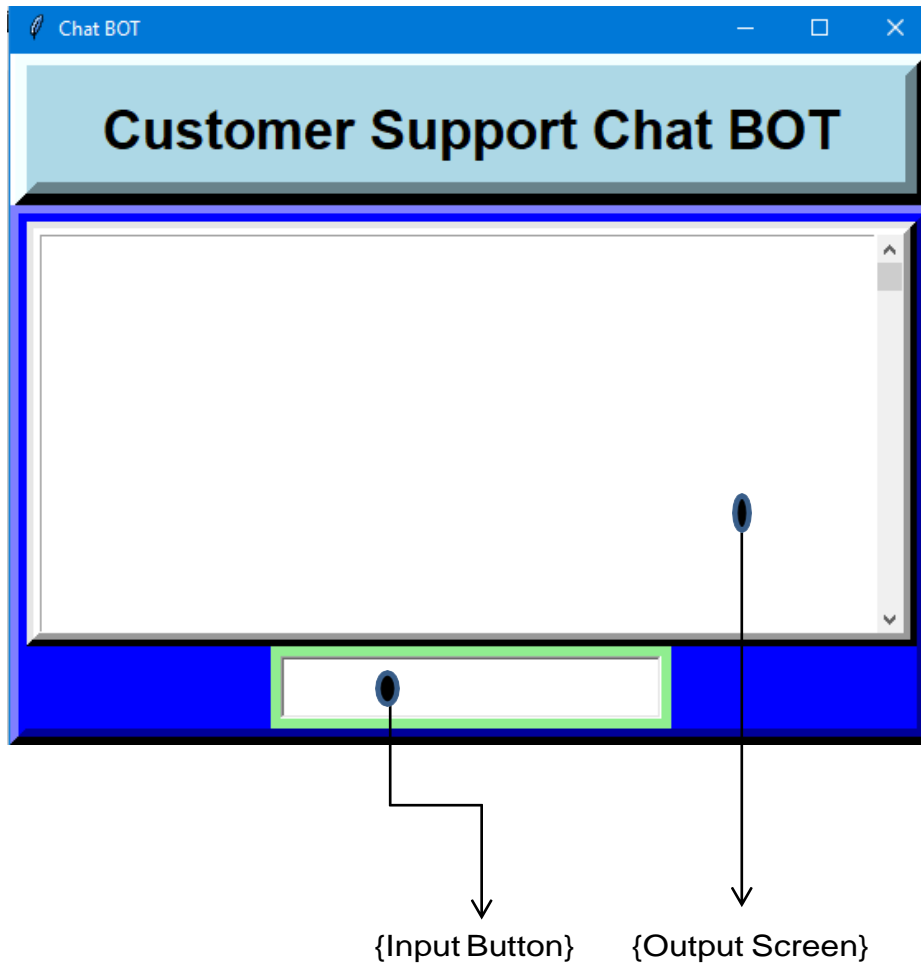 Chat BOT
Customer Support Chat BOT
{Input Button} {Output Screen}